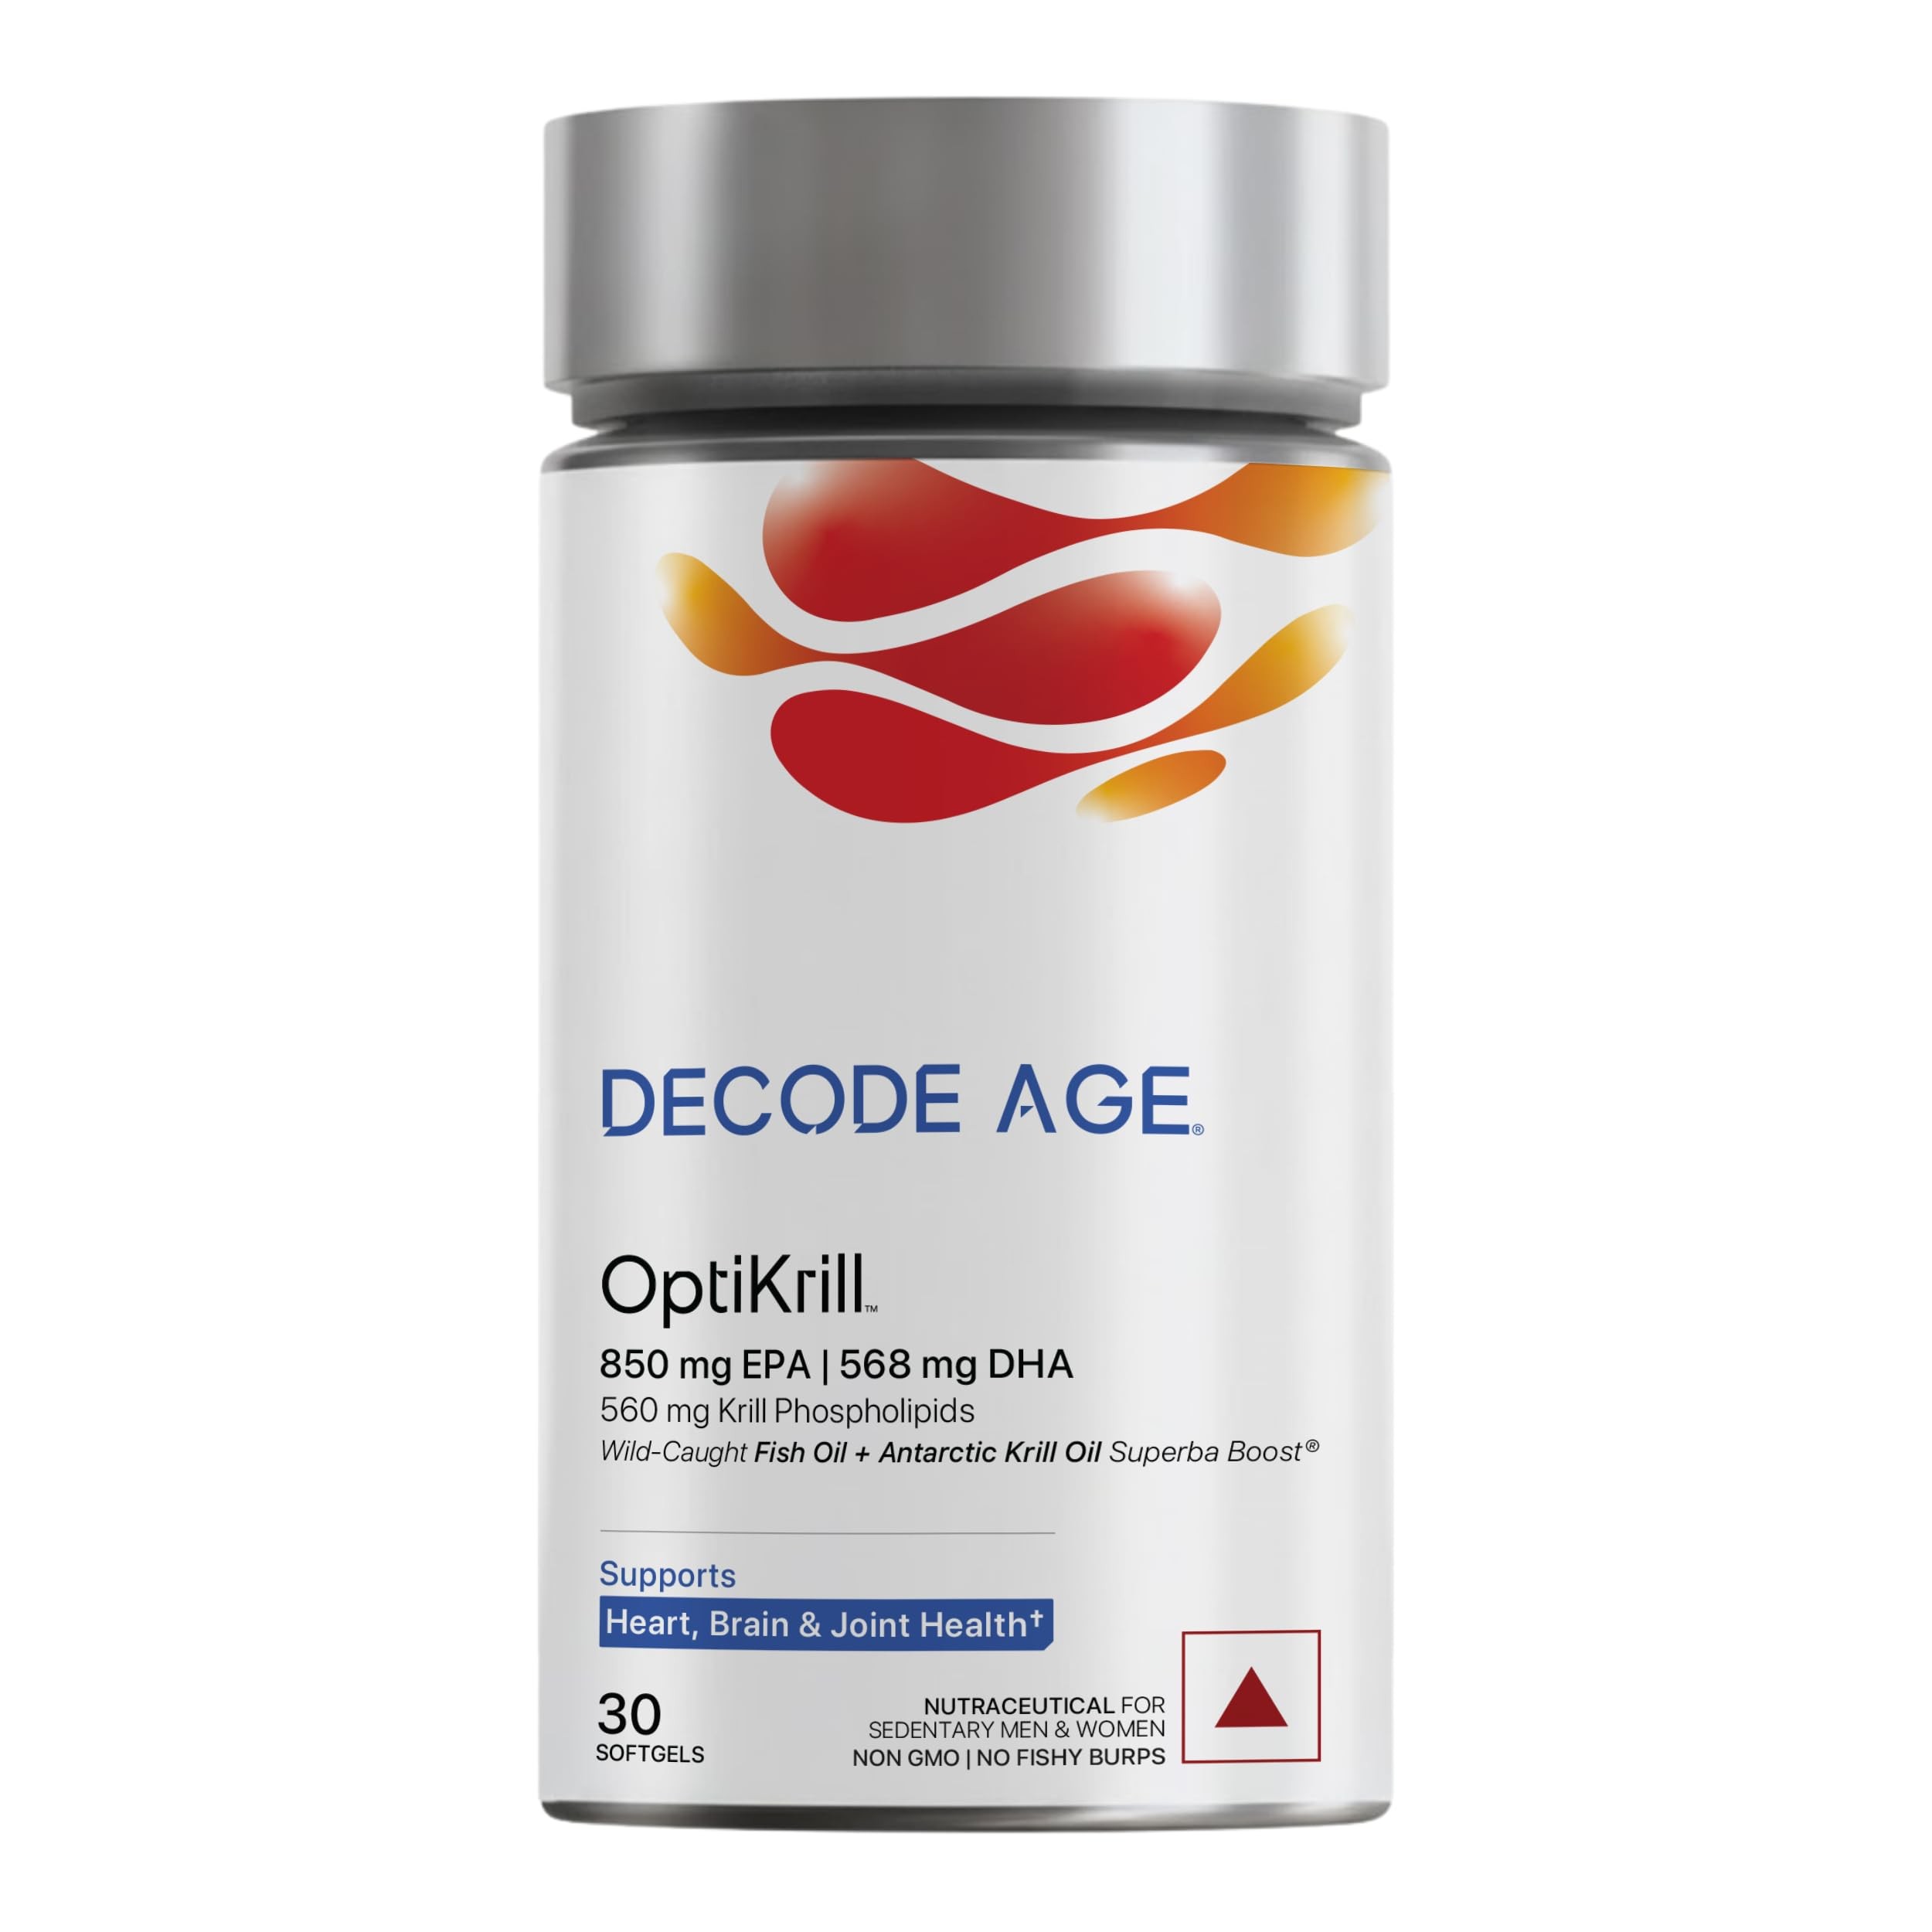 DECODE AGE®
OptiKrill™
850 mg EPA | 568 mg DHA
560 mg Krill Phospholipids
Wild-Caught Fish Oil + Antarctic Krill Oil Superba Boost®
Supports
Heart, Brain & Joint Health†
30
SOFTGELS
NUTRACEUTICAL FOR
SEDENTARY MEN & WOMEN
NON GMO | NO FISHY BURPS